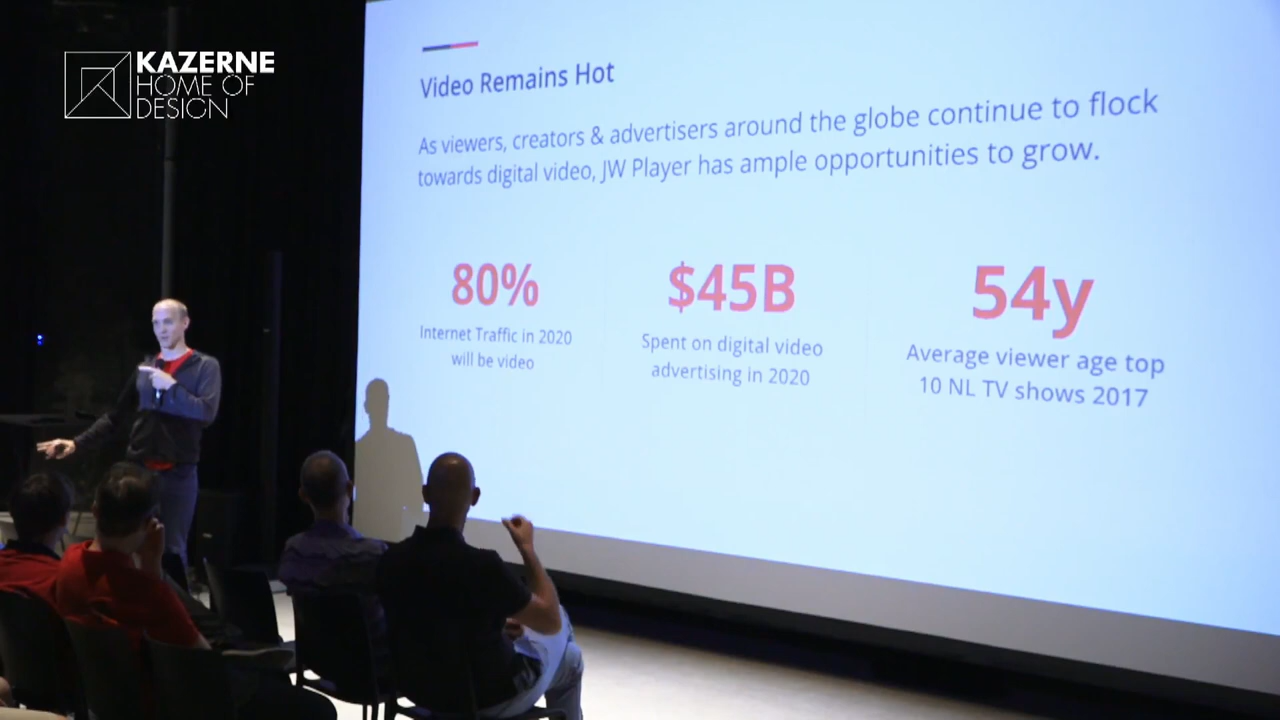 KAZERNE
HOME OF
DESIGN
Video Remains Hot
As viewers, creators & advertisers around the globe continue to flock
towards digital video, JW Player has ample opportunities to grow.
80%
Internet Traffic in 2020
will be video
$45B
Spent on digital video
advertising in 2020
54y
Average viewer age top
10 NL TV shows 2017